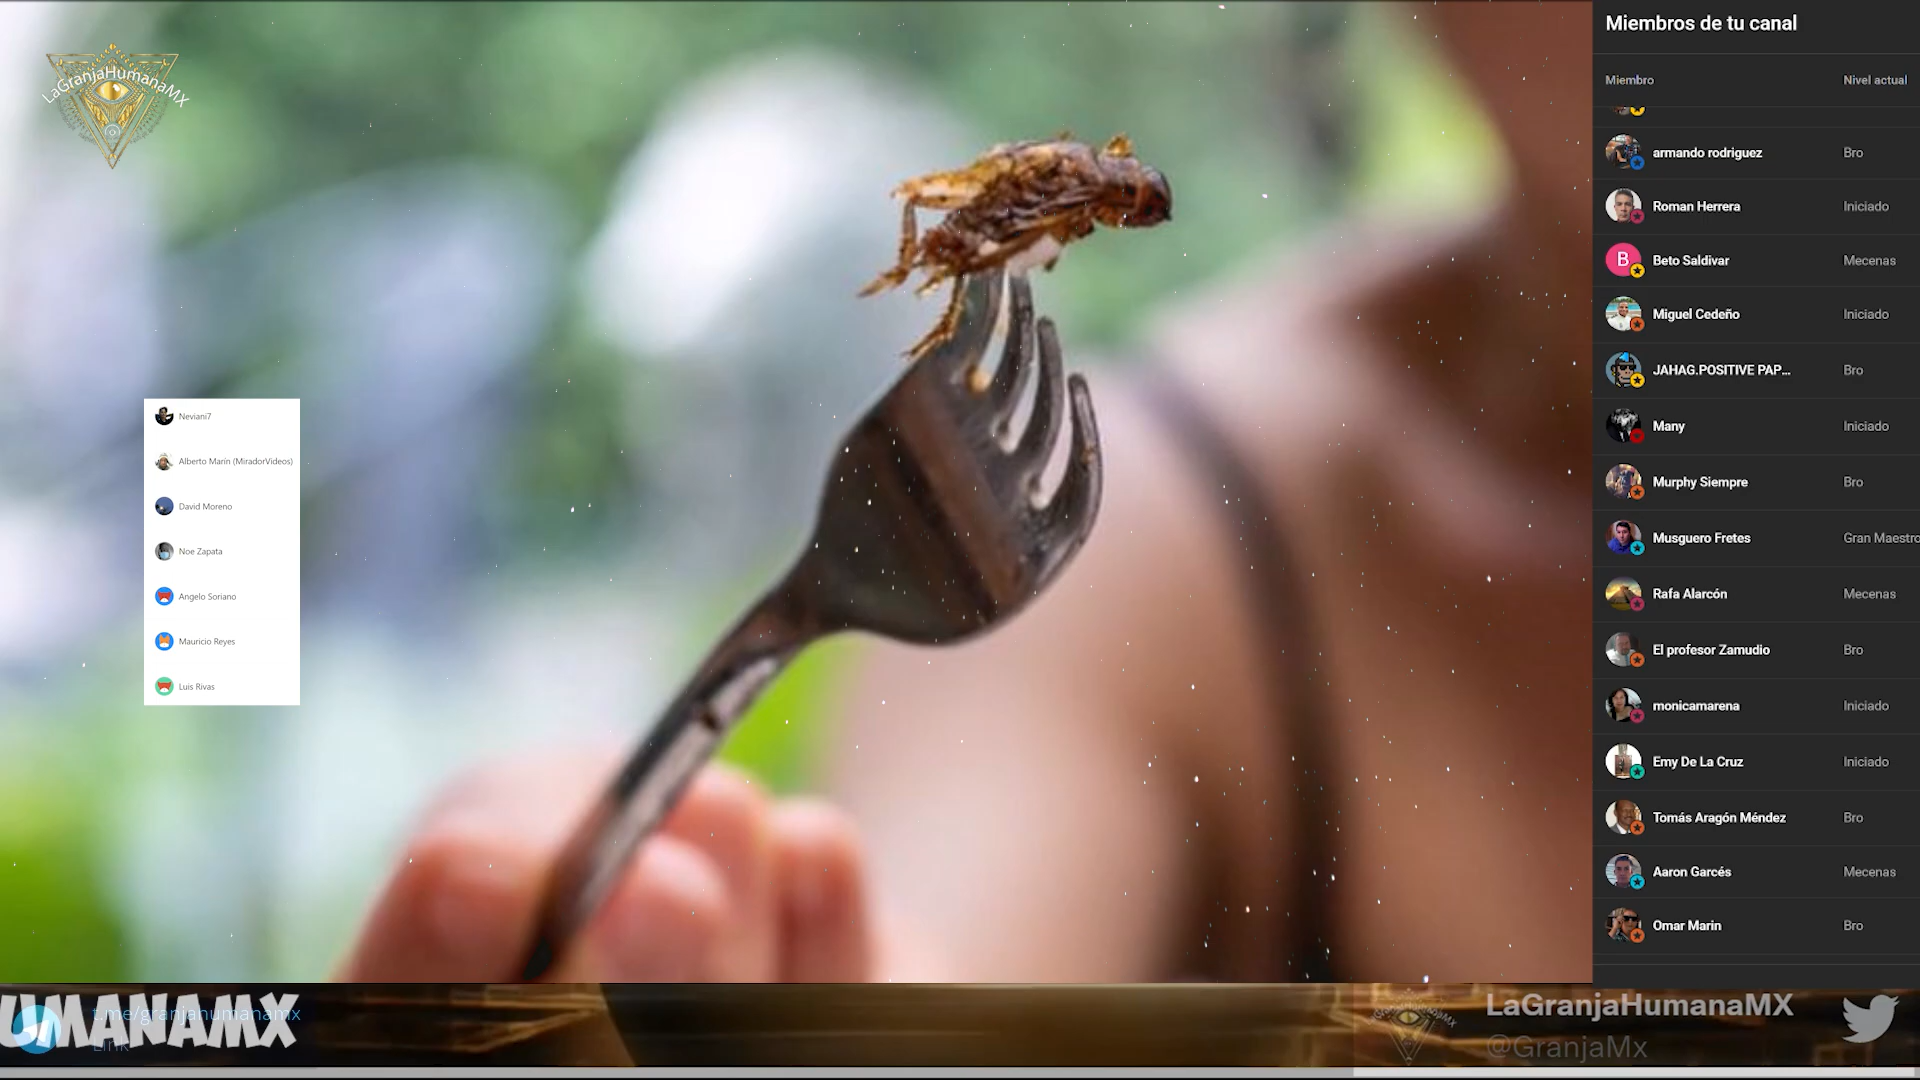 LaGranjaHumanaMX
Neviani7
Alberto Marín (MiradorVideos)
David Moreno
Noe Zapata
Angelo Soriano
Mauricio Reyes
Luis Rivas
Miembros de tu canal
Miembro Nivel actual
armando rodriguez Bro
Roman Herrera Iniciado
B Beto Saldivar Mecenas
Miguel Cedeño Iniciado
JAHAG.POSITIVE PAP... Bro
Many Iniciado
Murphy Siempre Bro
Musguero Fretes Gran Maestro
Rafa Alarcón Mecenas
El profesor Zamudio Bro
monicamarena Iniciado
Emy De La Cruz Iniciado
Tomás Aragón Méndez Bro
Aaron Garcés Mecenas
Omar Marin Bro
UMANAMX
t.me/granjahumanamx
Link
LaGranjaHumanaMX
@GranjaMx